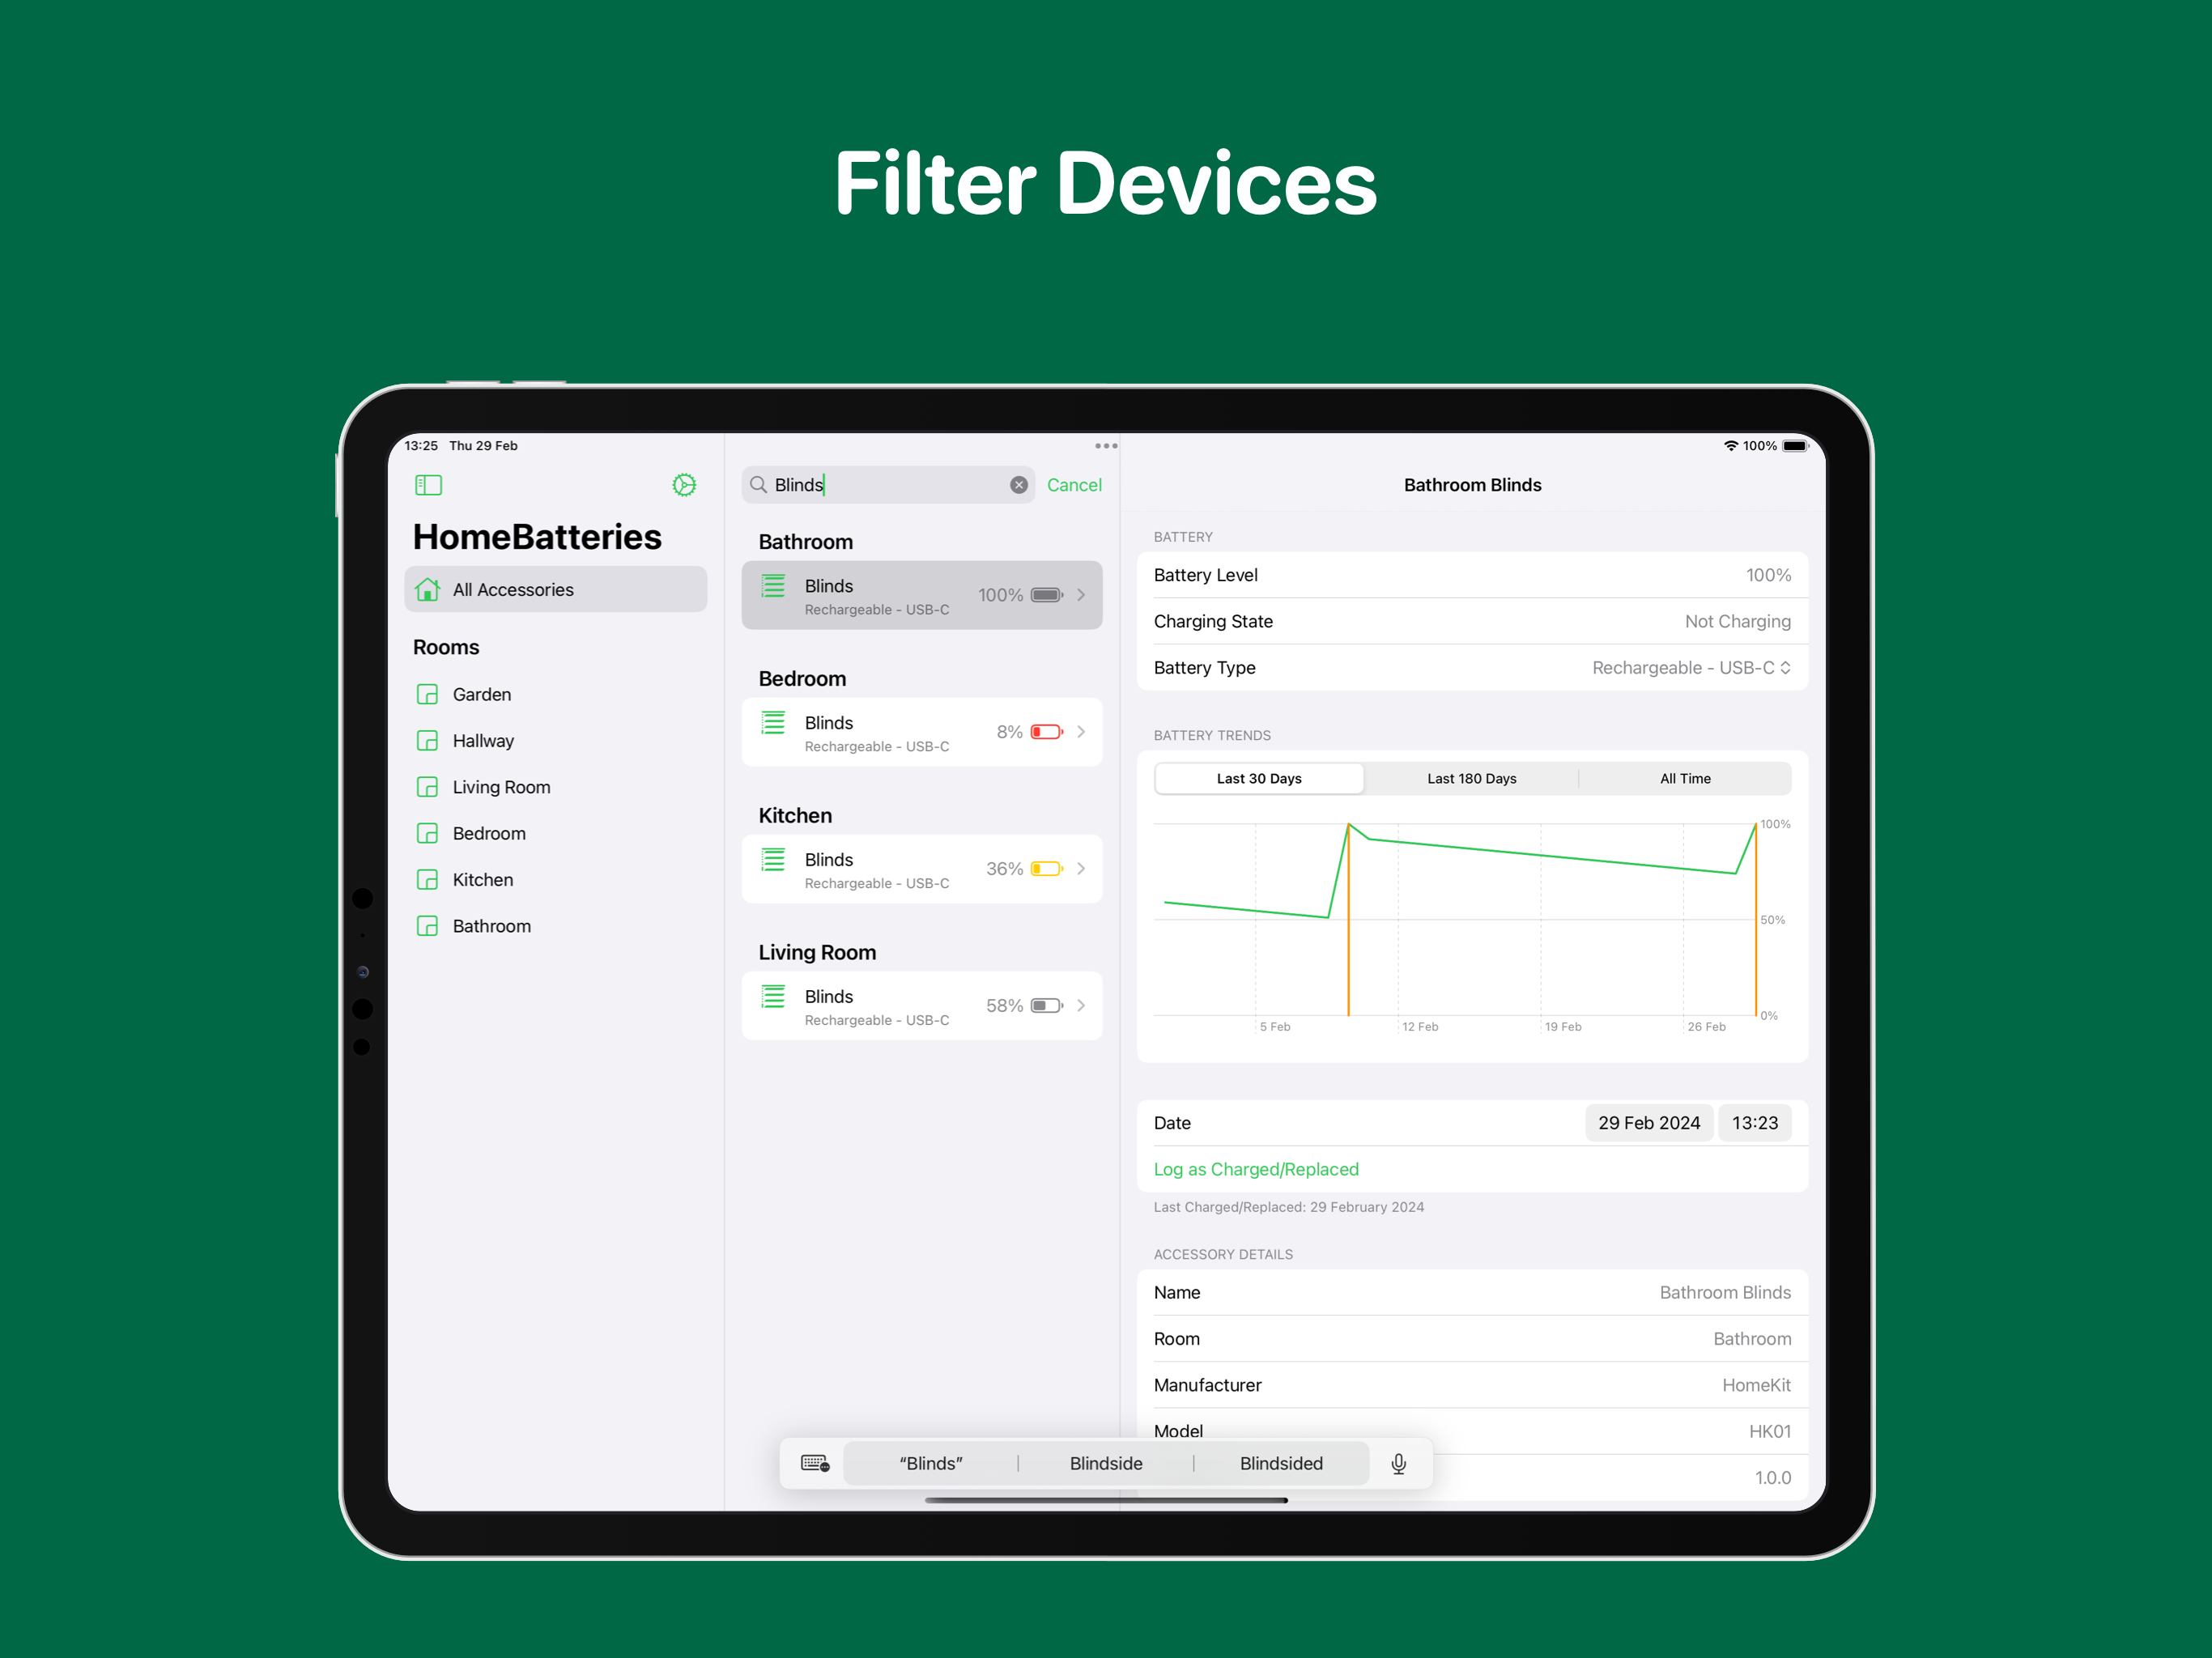 Filter Devices
13:25 Thu 29 Feb
100%
HomeBatteries
All Accessories
Rooms
Garden
Hallway
Living Room
Bedroom
Kitchen
Bathroom
Blinds
Cancel
Bathroom
Blinds
Rechargeable - USB-C
100%
Bedroom
Blinds
Rechargeable - USB-C
8%
Kitchen
Blinds
Rechargeable - USB-C
36%
Living Room
Blinds
Rechargeable - USB-C
58%
Bathroom Blinds
BATTERY
Battery Level 100%
Charging State Not Charging
Battery Type Rechargeable - USB-C
BATTERY TRENDS
Last 30 Days Last 180 Days All Time
100%
50%
0%
5 Feb 12 Feb 19 Feb 26 Feb
Date 29 Feb 2024 13:23
Log as Charged/Replaced
Last Charged/Replaced: 29 February 2024
ACCESSORY DETAILS
Name Bathroom Blinds
Room Bathroom
Manufacturer HomeKit
Model HK01
1.0.0
“Blinds” Blindside Blindsided